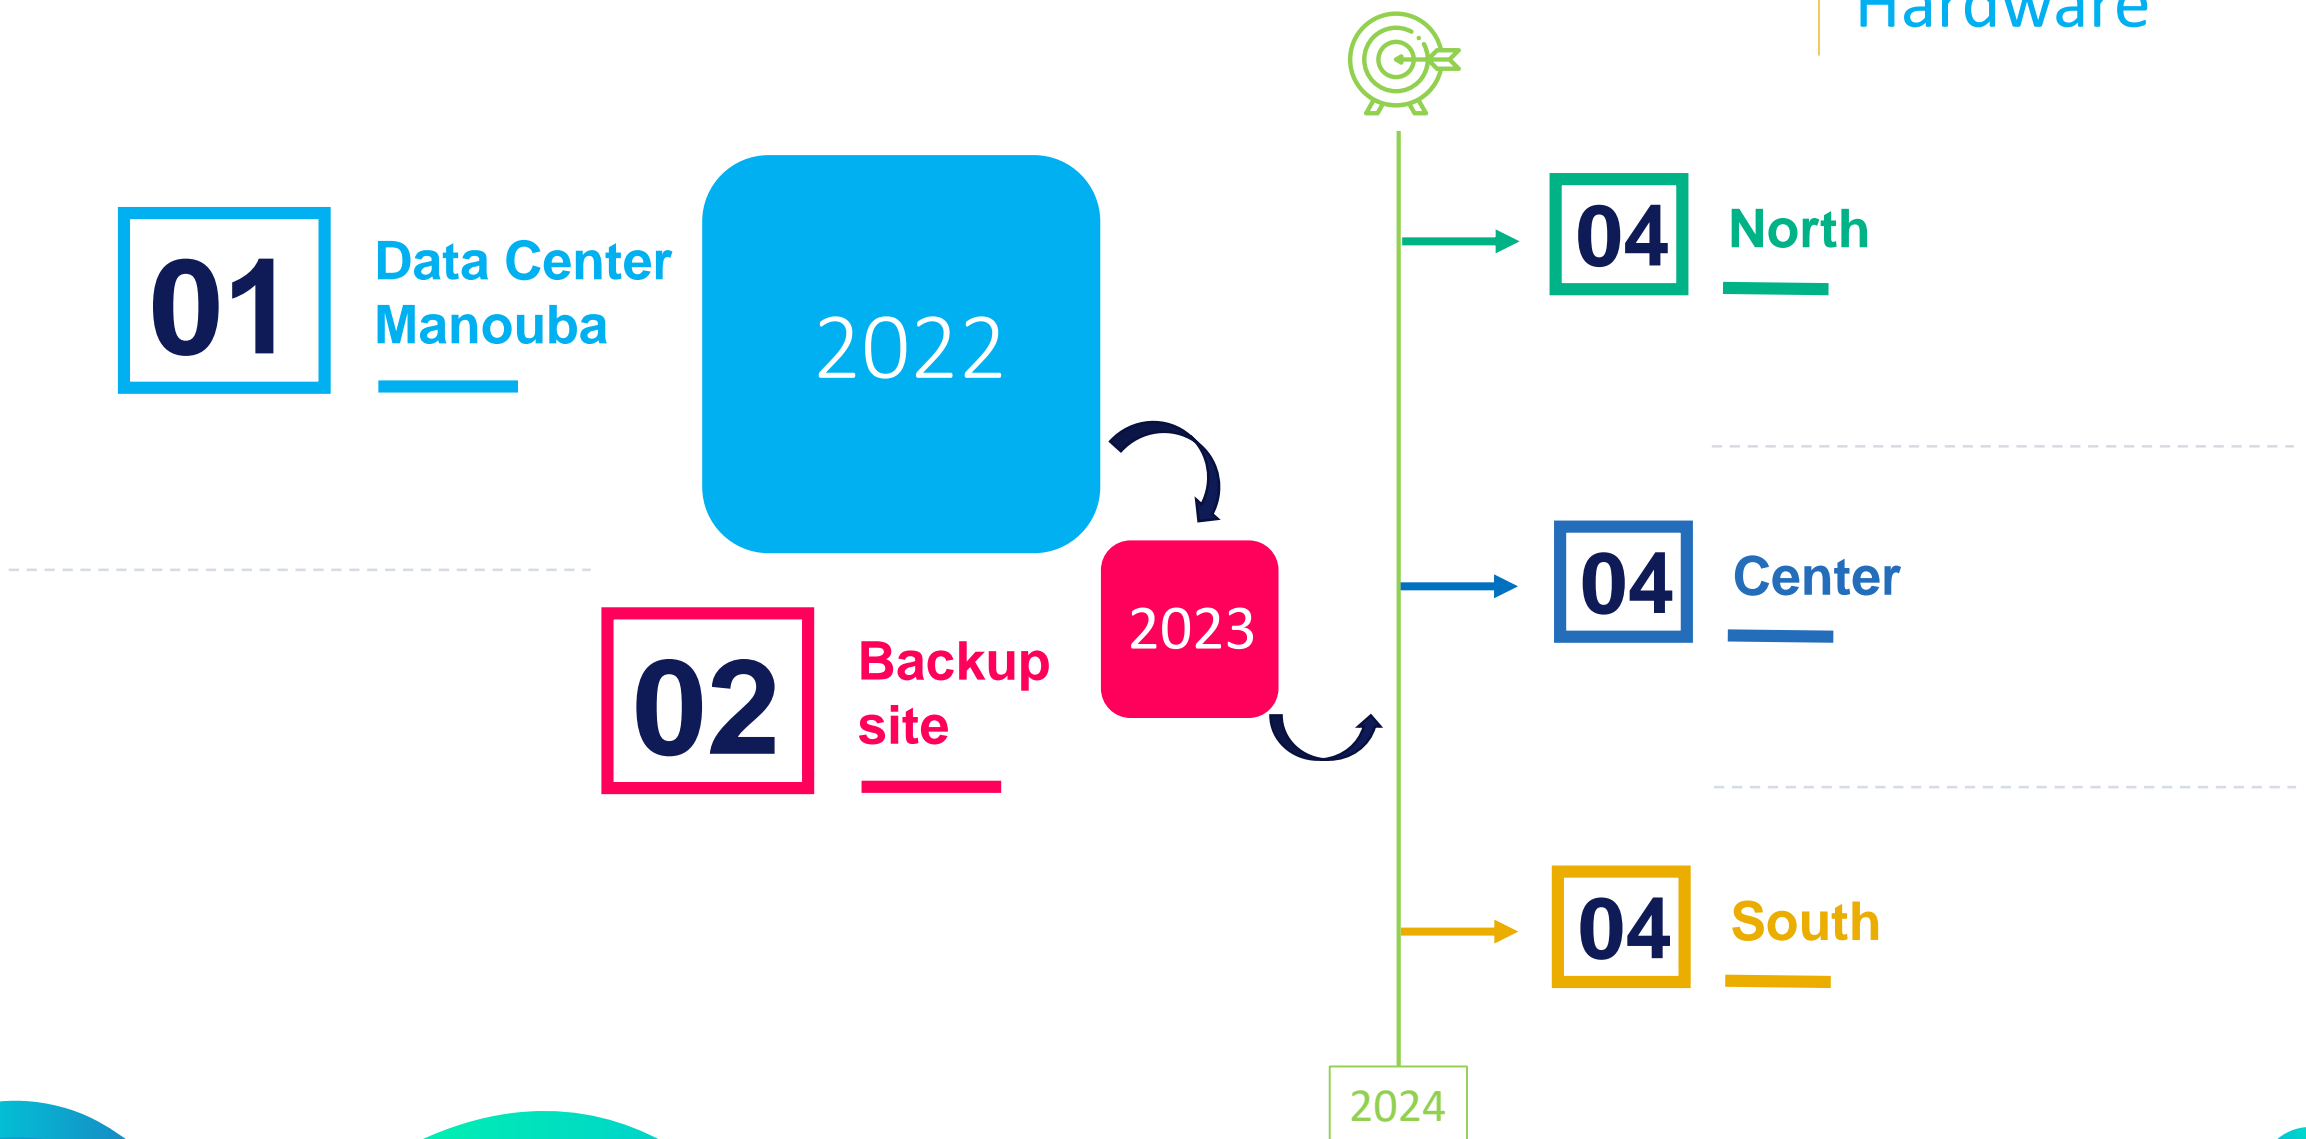 Hardware
01
Data Center
Manouba
2022
02
Backup
site
2023
04
North
04
Center
04
South
2024